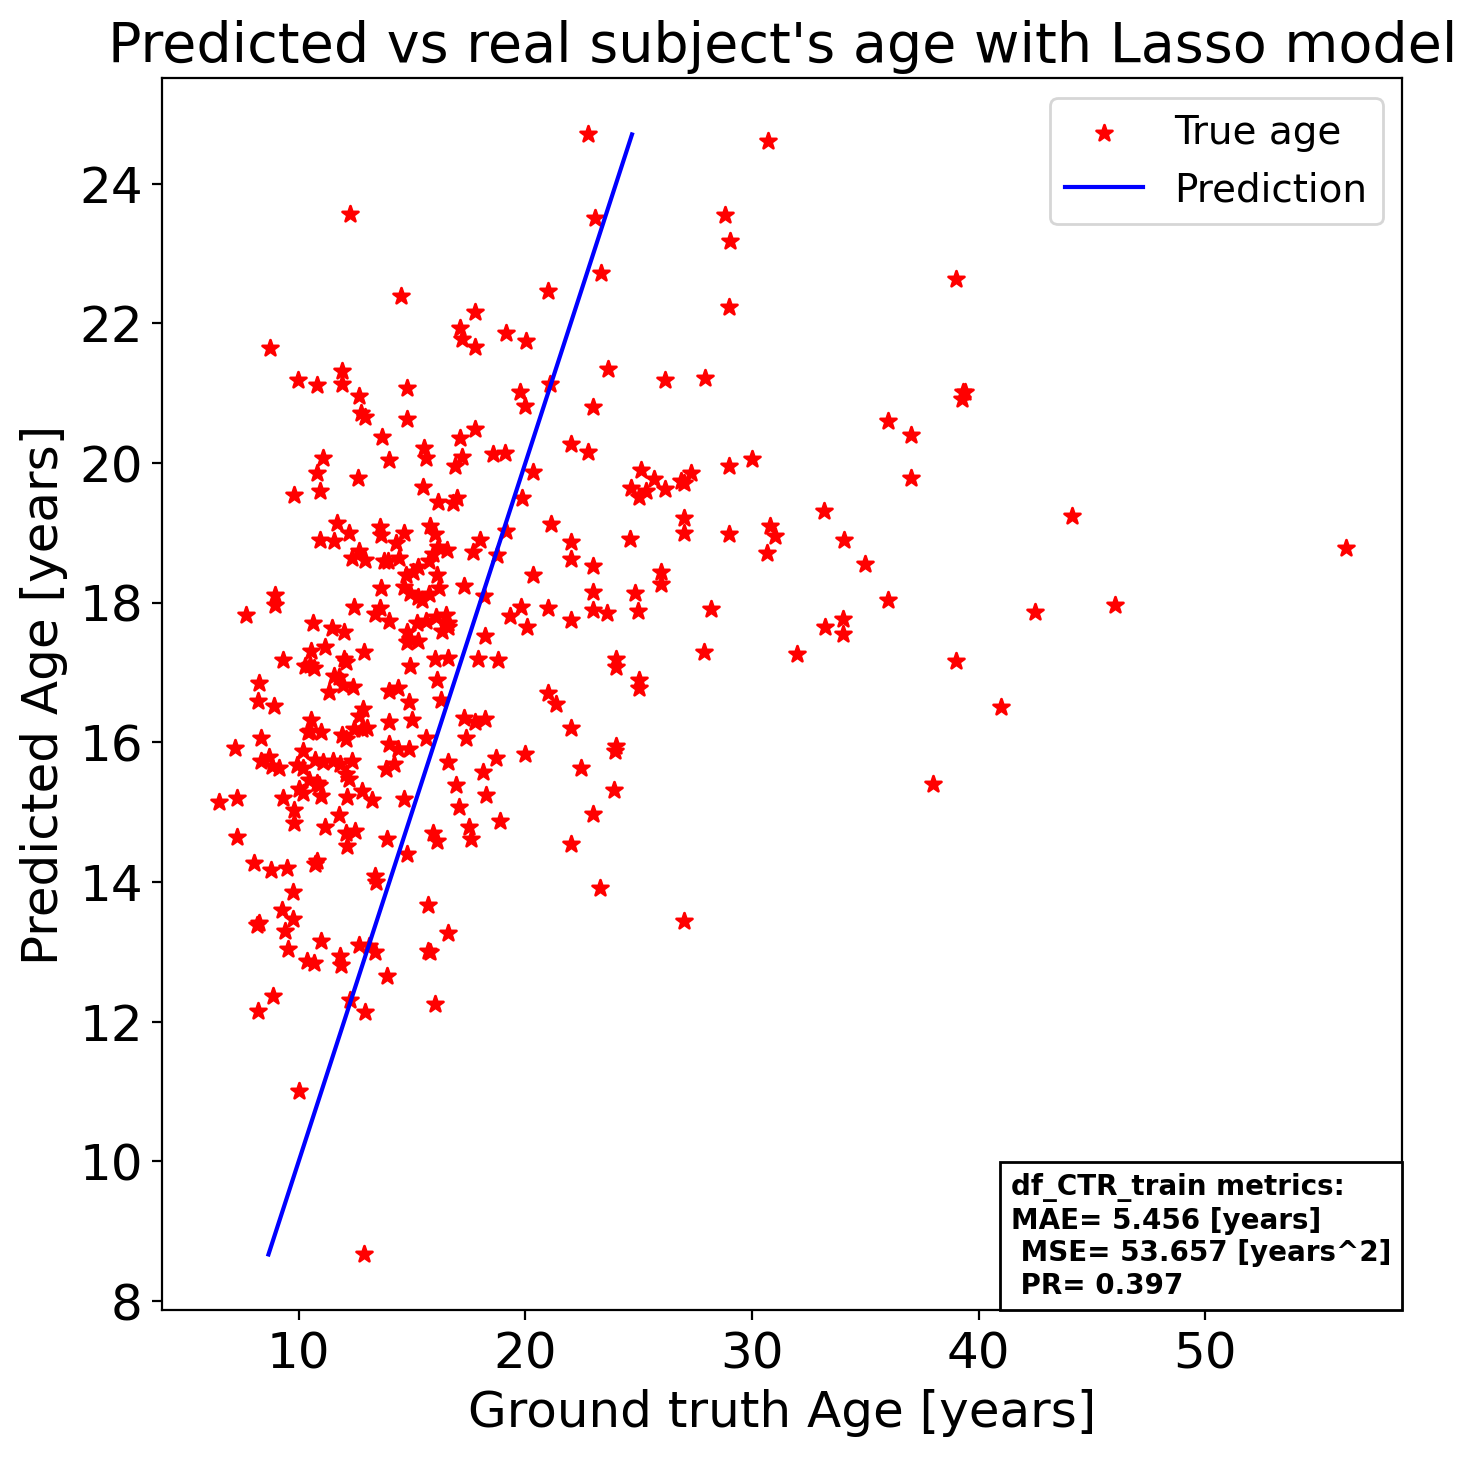 Predicted vs real subject's age with Lasso model
True age
Prediction
24
22
20
18
16
14
12
10
8
Predicted Age [years]
df_CTR_train metrics:
MAE= 5.456 [years]
MSE= 53.657 [years^2]
PR= 0.397
10 20 30 40 50
Ground truth Age [years]